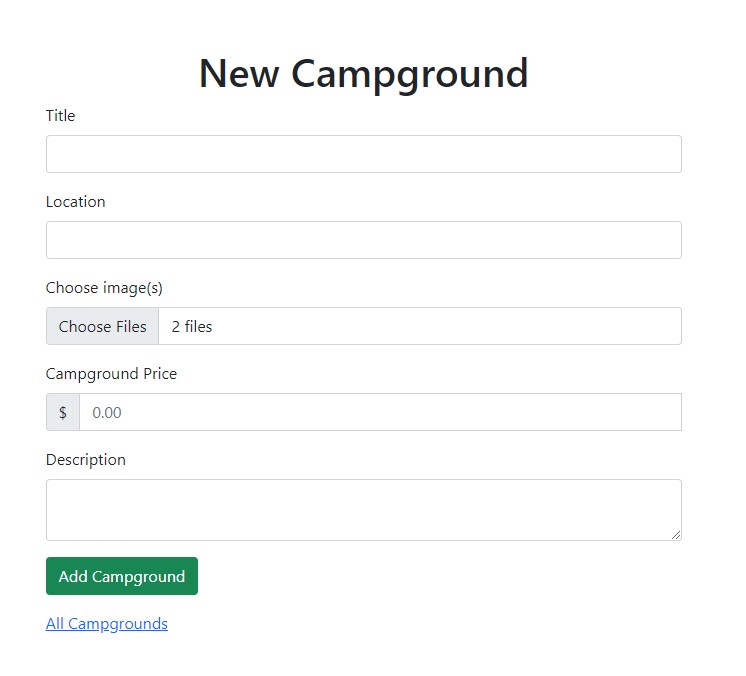 New Campground
Title
Location
Choose image(s)
Choose Files 2 files
Campground Price
$ 0.00
Description
Add Campground
All Campgrounds